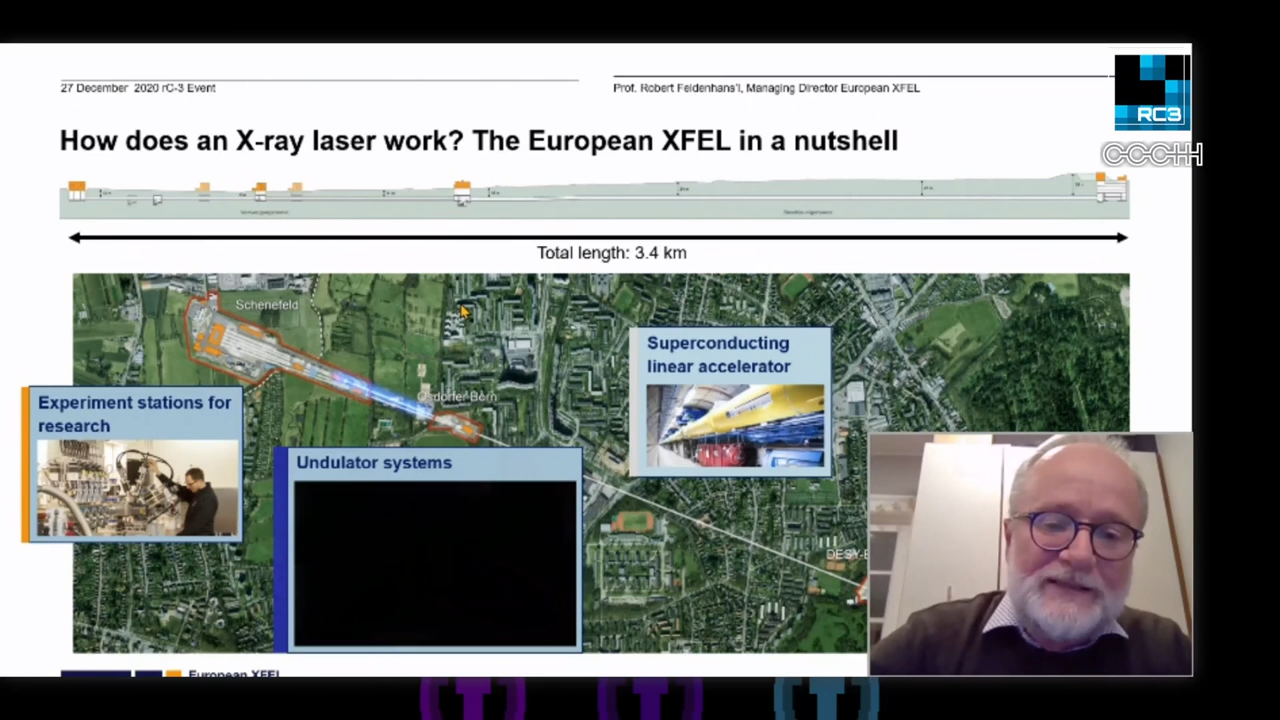 27 December 2020 rC-3 Event
Prof. Robert Feidenhans'l, Managing Director European XFEL
RC3
CCCHH
How does an X-ray laser work? The European XFEL in a nutshell
Total length: 3.4 km
Schenefeld
Osdorfer Born
Superconducting
linear accelerator
Experiment stations for
research
Undulator systems
DESY-B
European XFEL